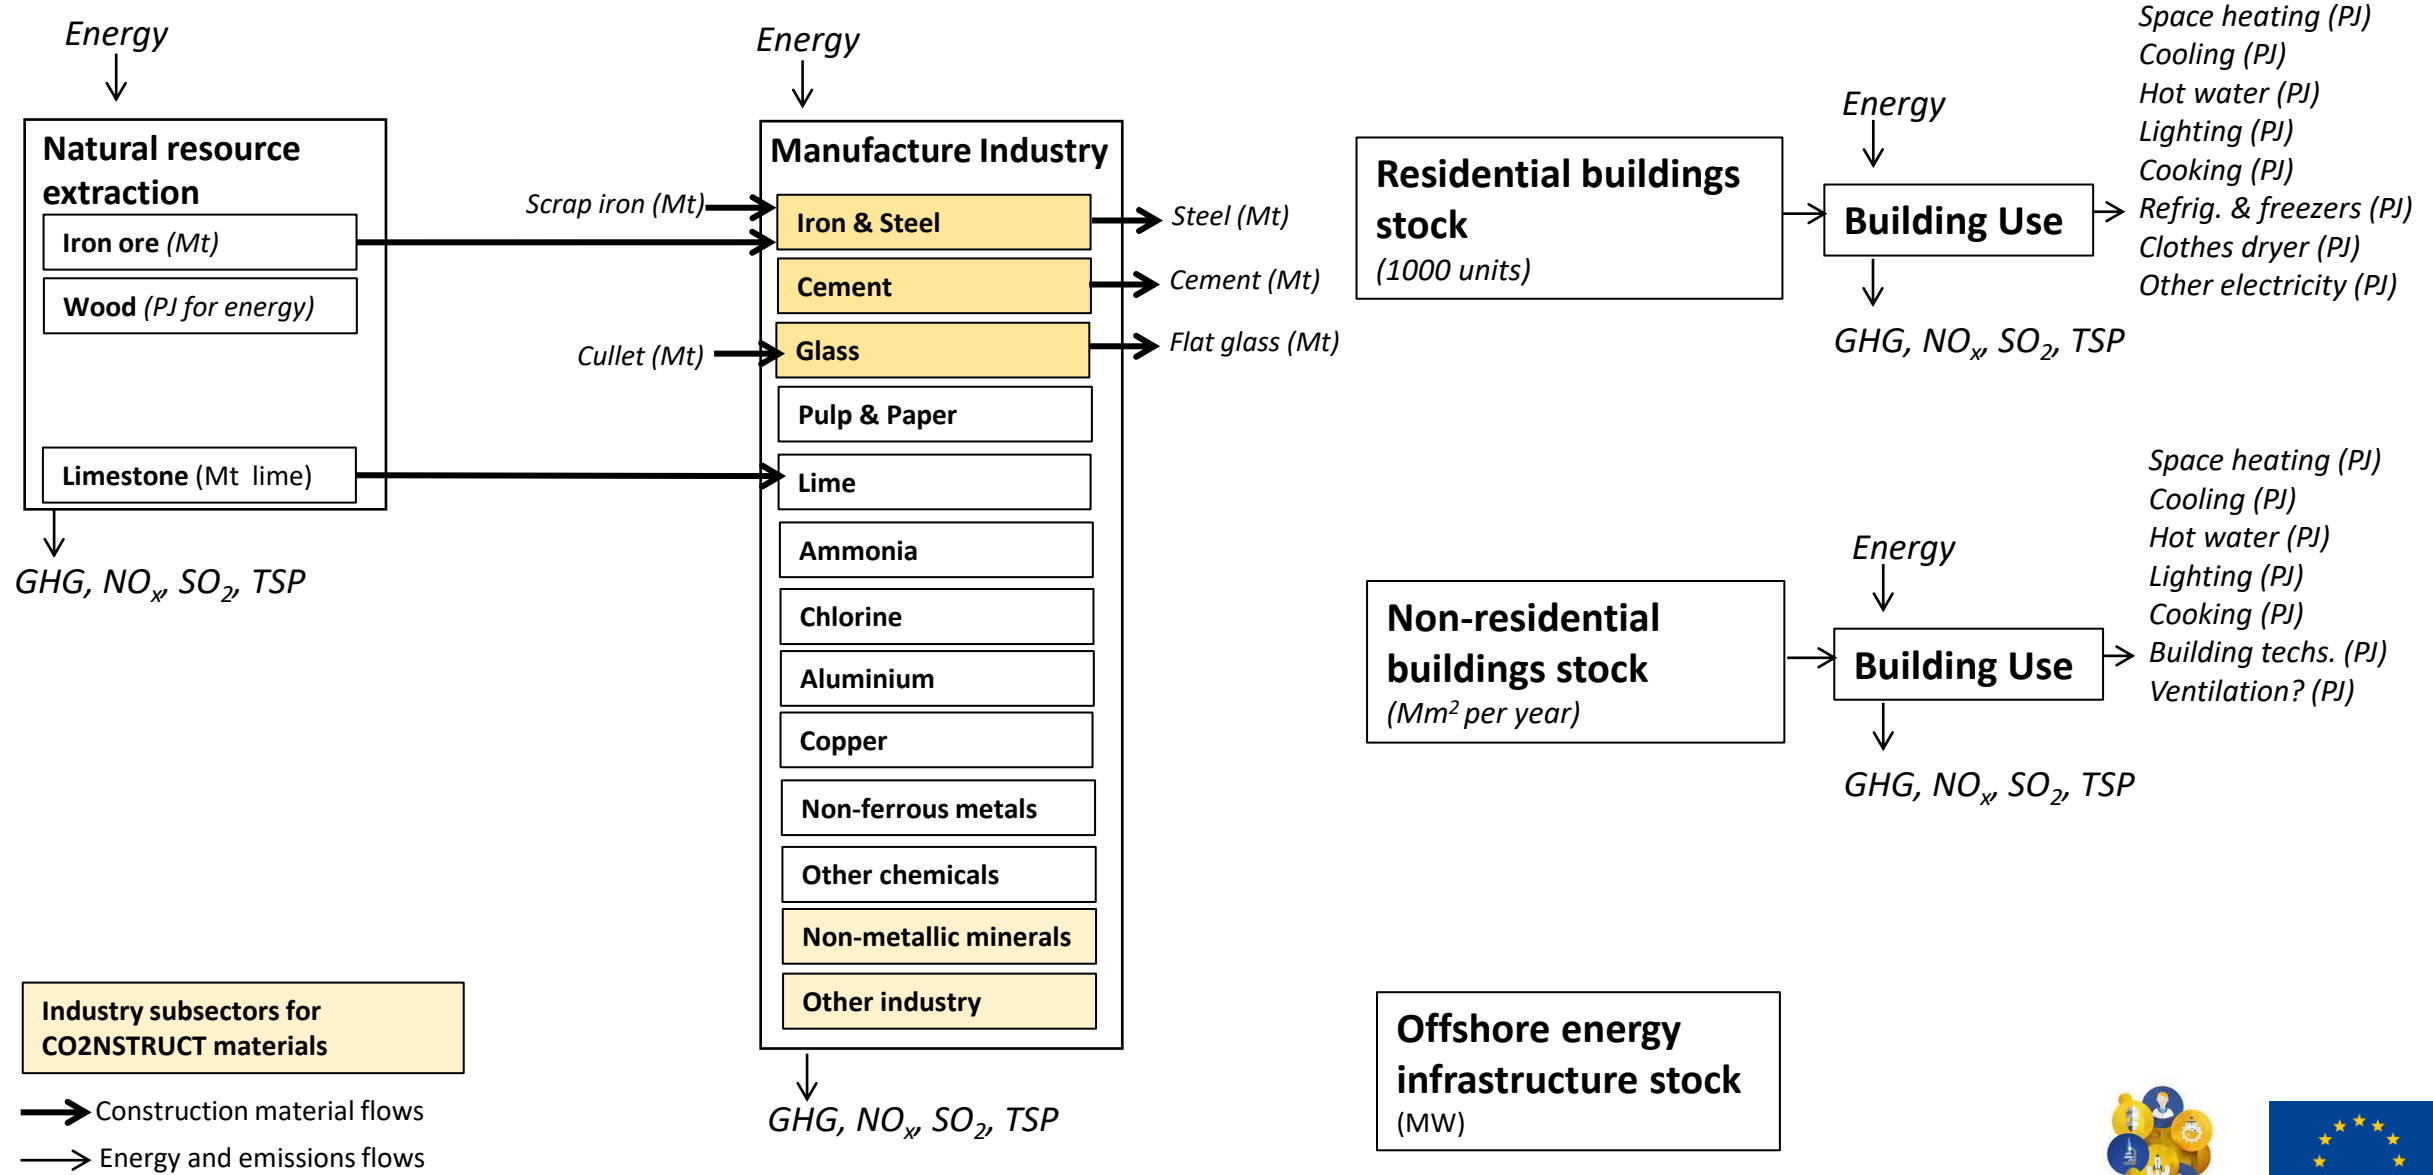 Energy
Natural resource
extraction
Iron ore (Mt)
Wood (PJ for energy)
Limestone (Mt lime)
GHG, NOx, SO2, TSP
Scrap iron (Mt)
Cullet (Mt)
Energy
Manufacture Industry
Iron & Steel
Cement
Glass
Pulp & Paper
Lime
Ammonia
Chlorine
Aluminium
Copper
Non-ferrous metals
Other chemicals
Non-metallic minerals
Other industry
GHG, NOx, SO2, TSP
Steel (Mt)
Cement (Mt)
Flat glass (Mt)
Residential buildings
stock
(1000 units)
Energy
Building Use
GHG, NOx, SO2, TSP
Space heating (PJ)
Cooling (PJ)
Hot water (PJ)
Lighting (PJ)
Cooking (PJ)
Refrig. & freezers (PJ)
Clothes dryer (PJ)
Other electricity (PJ)
Non-residential
buildings stock
(Mm2 per year)
Energy
Building Use
GHG, NOx, SO2, TSP
Space heating (PJ)
Cooling (PJ)
Hot water (PJ)
Lighting (PJ)
Cooking (PJ)
Building techs. (PJ)
Ventilation? (PJ)
Offshore energy
infrastructure stock
(MW)
Industry subsectors for
CO2NSTRUCT materials
Construction material flows
Energy and emissions flows